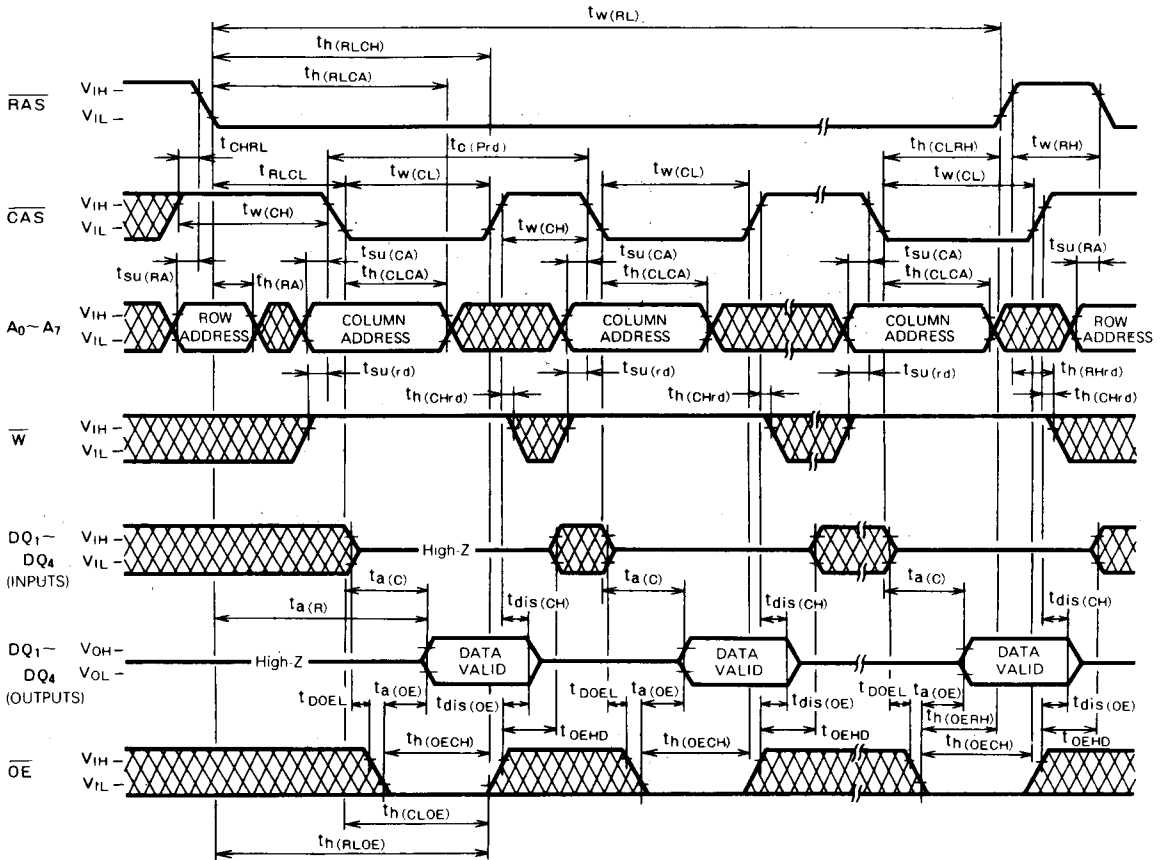 tw(RL)
th(RLCH)
th(RLCA)
RAS
VIH
VIL
tCHRL
tC(Prd)
th(CLRH)
tw(RH)
tRLCL
tw(CL)
tw(CL)
tw(CL)
CAS
VIH
VIL
tw(CH)
tw(CH)
tsu(RA)
th(RA)
tsu(CA)
th(CLCA)
tsu(CA)
th(CLCA)
tsu(CA)
th(CLCA)
tsu(RA)
A0~A7
VIH
VIL
ROW ADDRESS
COLUMN ADDRESS
COLUMN ADDRESS
COLUMN ADDRESS
ROW ADDRESS
tsu(rd)
th(CHrd)
tsu(rd)
th(CHrd)
tsu(rd)
th(RHrd)
th(CHrd)
W
VIH
VIL
DQ1~
DQ4
(INPUTS)
VIH
VIL
High-Z
ta(C)
ta(R)
tdis(CH)
ta(C)
tdis(CH)
ta(C)
tdis(CH)
DQ1~
DQ4
(OUTPUTS)
VOH
VOL
High-Z
DATA VALID
DATA VALID
DATA VALID
tDOEL
ta(OE)
tdis(OE)
tDOEL
ta(OE)
tdis(OE)
tDOEL
ta(OE)
tdis(OE)
th(OECH)
tOEHD
th(OECH)
tOEHD
th(OERH)
th(OECH)
tOEHD
OE
VIH
VIL
th(CLOE)
th(RLOE)